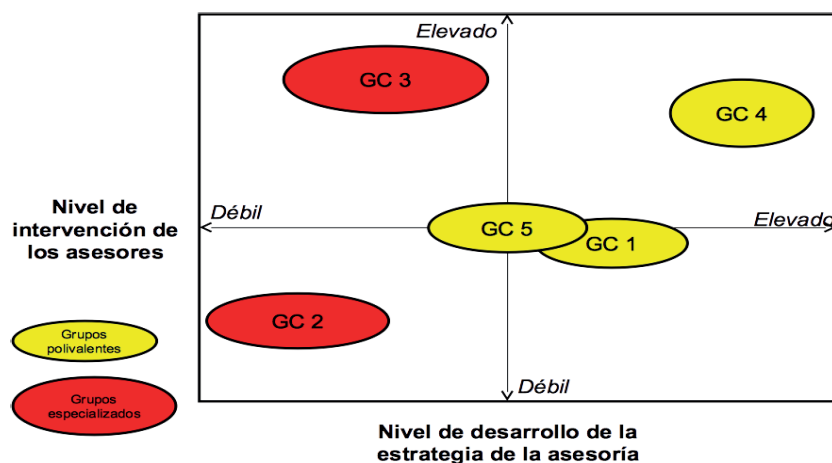 Elevado
GC 3
GC 4
Nivel de
intervención de
los asesores
Débil
Elevado
GC 5
GC 1
GC 2
Grupos
polivalentes
Grupos
especializados
Débil
Nivel de desarrollo de la
estrategia de la asesoría